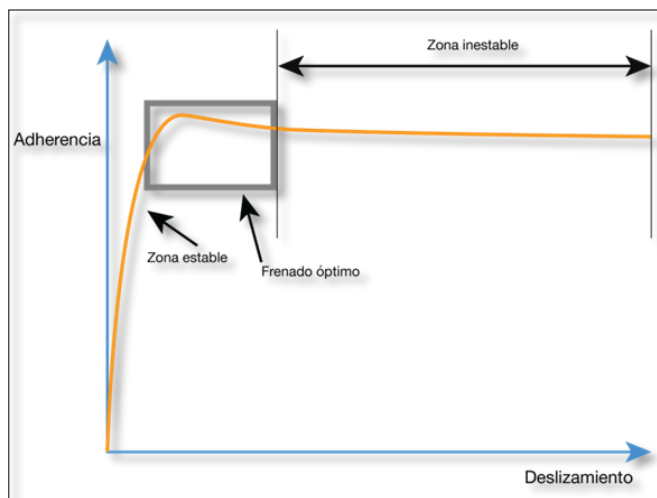 Zona inestable
Adherencia
Zona estable
Frenado óptimo
Deslizamiento